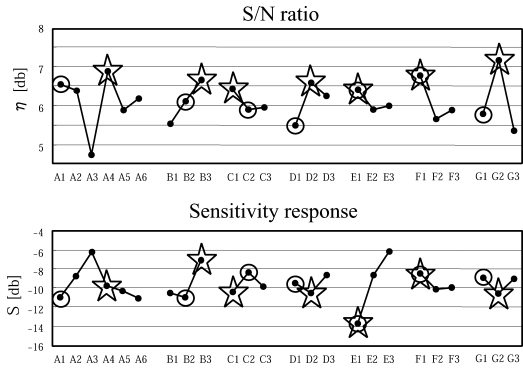 S/N ratio
8
7
6
5
η [db]
A1 A2 A3 A4 A5 A6 B1 B2 B3 C1 C2 C3 D1 D2 D3 E1 E2 E3 F1 F2 F3 G1 G2 G3
Sensitivity response
-4
-6
-8
-10
-12
-14
-16
S [db]
A1 A2 A3 A4 A5 A6 B1 B2 B3 C1 C2 C3 D1 D2 D3 E1 E2 E3 F1 F2 F3 G1 G2 G3